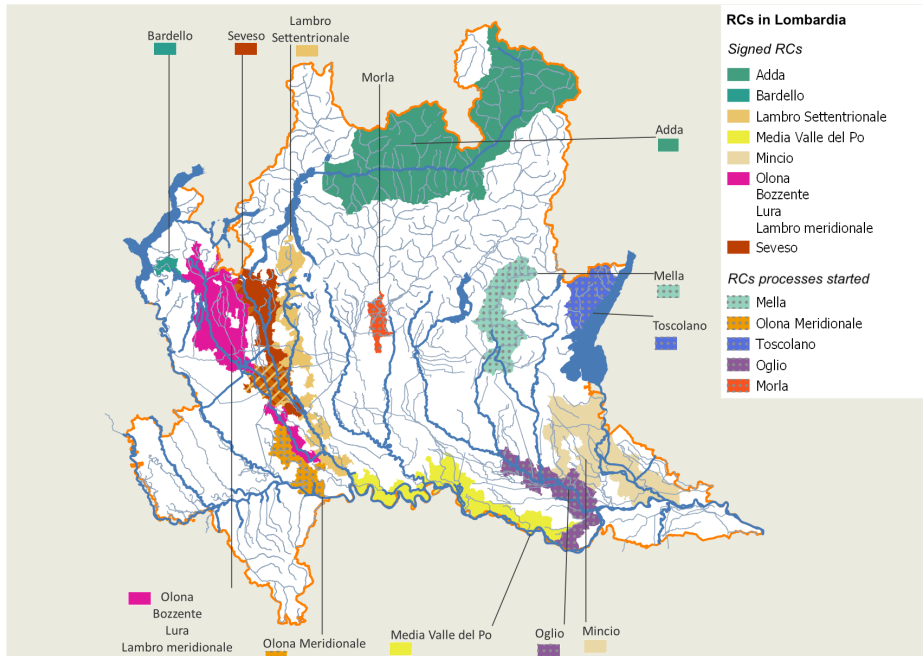 Lambro
Settentrionale
Bardello
Seveso
Morla
Adda
Mella
Toscolano
Olona
Bozzente
Lura
Lambro meridionale
Olona Meridionale
Media Valle del Po
Oglio
Mincio
RCs in Lombardia
Signed RCs
Adda
Bardello
Lambro Settentrionale
Media Valle del Po
Mincio
Olona
Bozzente
Lura
Lambro meridionale
Seveso
RCs processes started
Mella
Olona Meridionale
Toscolano
Oglio
Morla